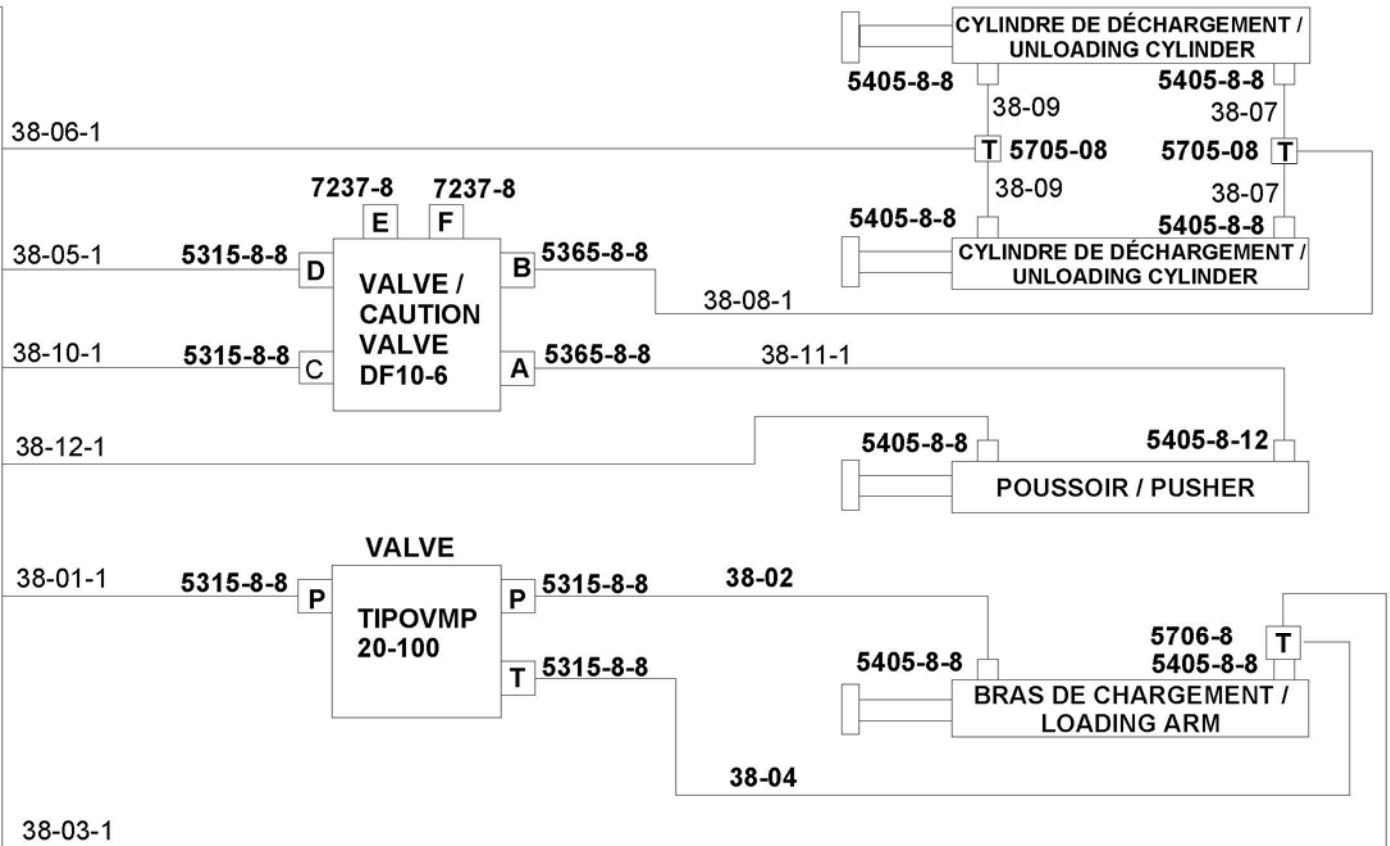 CYLINDRE DE DÉCHARGEMENT /
UNLOADING CYLINDER
5405-8-8
5405-8-8
38-09
38-07
38-06-1
T
5705-08
5705-08
T
38-09
38-07
7237-8
7237-8
E
F
5405-8-8
5405-8-8
CYLINDRE DE DÉCHARGEMENT /
UNLOADING CYLINDER
38-05-1
5315-8-8
D
B
5365-8-8
VALVE /
CAUTION
VALVE
DF10-6
38-08-1
38-10-1
5315-8-8
C
A
5365-8-8
38-11-1
38-12-1
5405-8-8
5405-8-12
POUSSOIR / PUSHER
VALVE
38-01-1
5315-8-8
P
P
5315-8-8
38-02
TIPOVMP
20-100
5706-8
T
5405-8-8
5405-8-8
T
5315-8-8
BRAS DE CHARGEMENT /
LOADING ARM
38-04
38-03-1